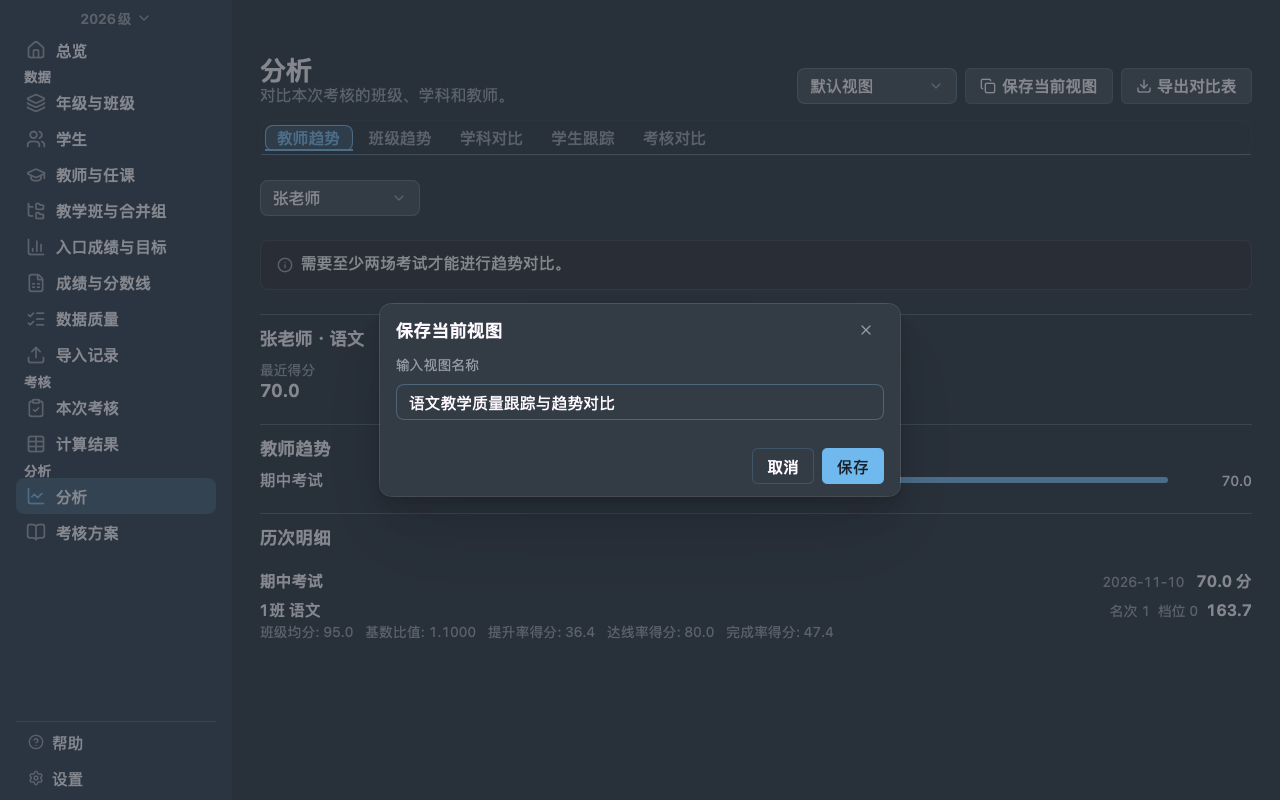 2026级
总览
数据
年级与班级
学生
教师与任课
教学班与合并组
入口成绩与目标
成绩与分数线
数据质量
导入记录
考核
本次考核
计算结果
分析
分析
考核方案
帮助
设置
分析
对比本次考核的班级、学科和教师。
默认视图
保存当前视图
导出对比表
教师趋势 班级趋势 学科对比 学生跟踪 考核对比
张老师
需要至少两场考试才能进行趋势对比。
张老师 · 语文
最近得分
70.0
教师趋势
期中考试 70.0
历次明细
期中考试 2026-11-10 70.0 分
1班 语文 名次 1 档位 0 163.7
班级均分: 95.0 基数比值: 1.1000 提升率得分: 36.4 达线率得分: 80.0 完成率得分: 47.4
保存当前视图
输入视图名称
语文教学质量跟踪与趋势对比
取消 保存